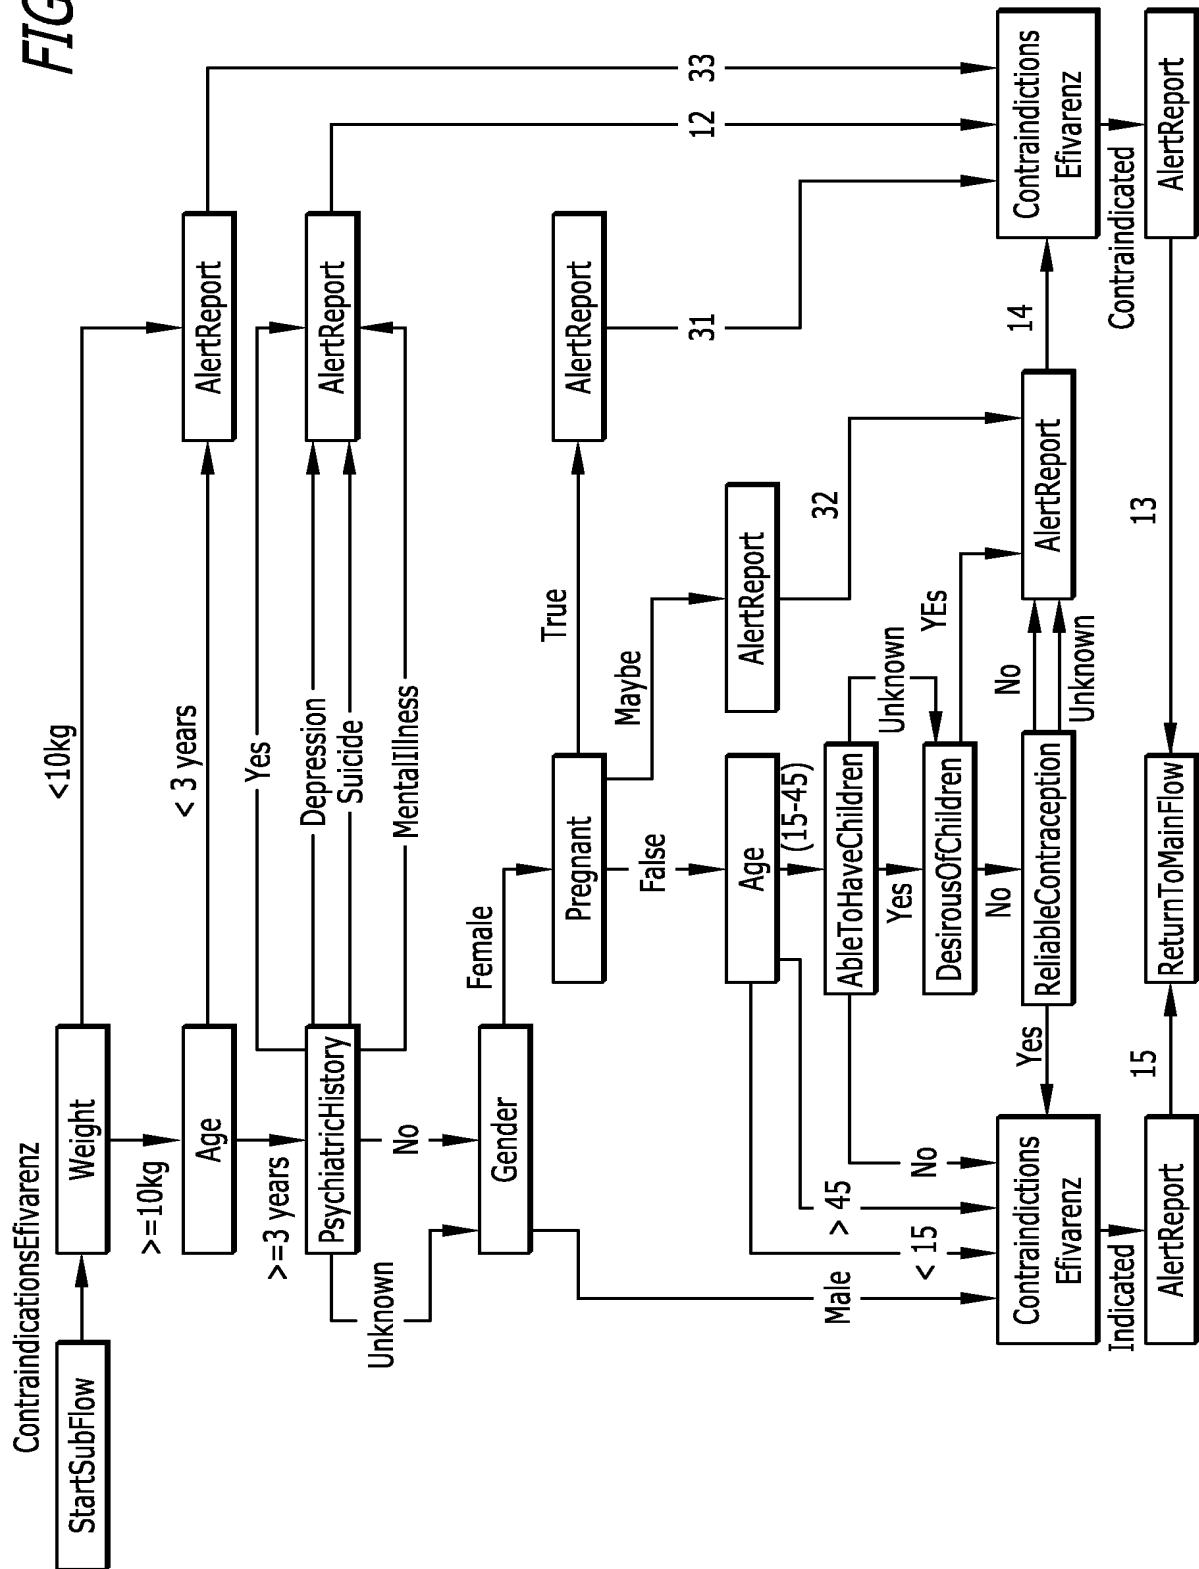 FIG
ContraindicationsEfivarenz
StartSubFlow
Weight
<10kg
>=10kg
Age
< 3 years
AlertReport
>=3 years
PsychiatricHistory
Yes
Depression
Suicide
MentalIllness
AlertReport
Unknown
No
Gender
Female
Male
Pregnant
True
AlertReport
Maybe
False
AlertReport
Age
(15-45)
< 15
> 45
AbleToHaveChildren
No
Yes
Unknown
DesirousOfChildren
YEs
No
ReliableContraception
Yes
No
Unknown
AlertReport
32
31
12
33
14
Contraindictions
Efivarenz
Contraindictions
Efivarenz
Indicated
Contraindicated
AlertReport
15
ReturnToMainFlow
13
AlertReport